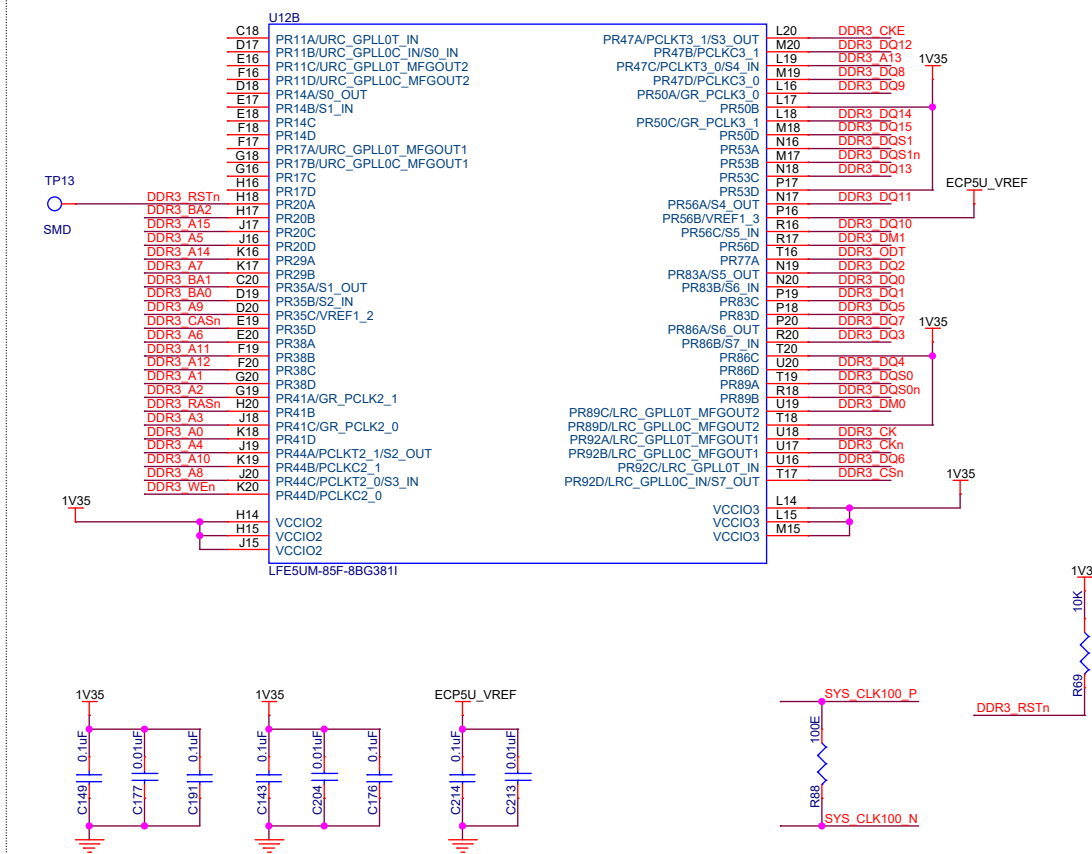 U12B
C18 PR11A/URC_GPLL0T_IN
D17 PR11B/URC_GPLL0C_IN/S0_IN
E16 PR11C/URC_GPLL0T_MFGOUT2
F16 PR11D/URC_GPLL0C_MFGOUT2
D18 PR14A/S0_OUT
E17 PR14B/S1_IN
E18 PR14C
F18 PR14D
F17 PR17A/URC_GPLL0T_MFGOUT1
G18 PR17B/URC_GPLL0C_MFGOUT1
G16 PR17C
H16 PR17D
TP13
SMD
DDR3_RSTn H18 PR20A
DDR3_BA2 H17 PR20B
DDR3_A15 J17 PR20C
DDR3_A5 J16 PR20D
DDR3_A14 K16 PR29A
DDR3_A7 K17 PR29B
DDR3_BA1 C20 PR35A/S1_OUT
DDR3_BA0 D19 PR35B/S2_IN
DDR3_A9 D20 PR35C/VREF1_2
DDR3_CASn E19 PR35D
DDR3_A6 E20 PR38A
DDR3_A11 F19 PR38B
DDR3_A12 F20 PR38C
DDR3_A1 G20 PR38D
DDR3_A2 G19 PR41A/GR_PCLK2_1
DDR3_RASn H20 PR41B
DDR3_A3 J18 PR41C/GR_PCLK2_0
DDR3_A0 K18 PR41D
DDR3_A4 J19 PR44A/PCLKT2_1/S2_OUT
DDR3_A10 K19 PR44B/PCLKC2_1
DDR3_A8 J20 PR44C/PCLKT2_0/S3_IN
DDR3_WEn K20 PR44D/PCLKC2_0
1V35
H14 VCCIO2
H15 VCCIO2
J15 VCCIO2
LFE5UM-85F-8BG381I
PR47A/PCLKT3_1/S3_OUT L20 DDR3_CKE
PR47B/PCLKC3_1 M20 DDR3_DQ12
PR47C/PCLKT3_0/S4_IN L19 DDR3_A13
1V35
PR47D/PCLKC3_0 M19 DDR3_DQ8
PR50A/GR_PCLK3_0 L16 DDR3_DQ9
PR50B L17
PR50C/GR_PCLK3_1 L18 DDR3_DQ14
PR50D M18 DDR3_DQ15
PR53A N16 DDR3_DQS1
PR53B M17 DDR3_DQS1n
PR53C N18 DDR3_DQ13
PR53D P17
ECP5U_VREF
PR56A/S4_OUT N17 DDR3_DQ11
PR56B/VREF1_3 P16
PR56C/S5_IN R16 DDR3_DQ10
PR56D R17 DDR3_DM1
PR77A T16 DDR3_ODT
PR83A/S5_OUT N19 DDR3_DQ2
PR83B/S6_IN N20 DDR3_DQ0
PR83C P19 DDR3_DQ1
PR83D P18 DDR3_DQ5
PR86A/S6_OUT P20 DDR3_DQ7
1V35
PR86B/S7_IN R20 DDR3_DQ3
PR86C T20
PR86D U20 DDR3_DQ4
PR89A T19 DDR3_DQS0
PR89B R18 DDR3_DQS0n
PR89C/LRC_GPLL0T_MFGOUT2 U19 DDR3_DM0
PR89D/LRC_GPLL0C_MFGOUT2 T18
PR92A/LRC_GPLL0T_MFGOUT1 U18 DDR3_CK
PR92B/LRC_GPLL0C_MFGOUT1 U17 DDR3_CKn
PR92C/LRC_GPLL0T_IN U16 DDR3_DQ6
PR92D/LRC_GPLL0C_IN/S7_OUT T17 DDR3_CSn
1V35
VCCIO3 L14
VCCIO3 L15
VCCIO3 M15
1V35
C149 0.1uF
C177 0.01uF
C191 0.1uF
1V35
C143 0.1uF
C204 0.01uF
C176 0.1uF
ECP5U_VREF
C214 0.1uF
C213 0.01uF
SYS_CLK100_P
R88 100E
SYS_CLK100_N
1V3
R69 10K
DDR3_RSTn